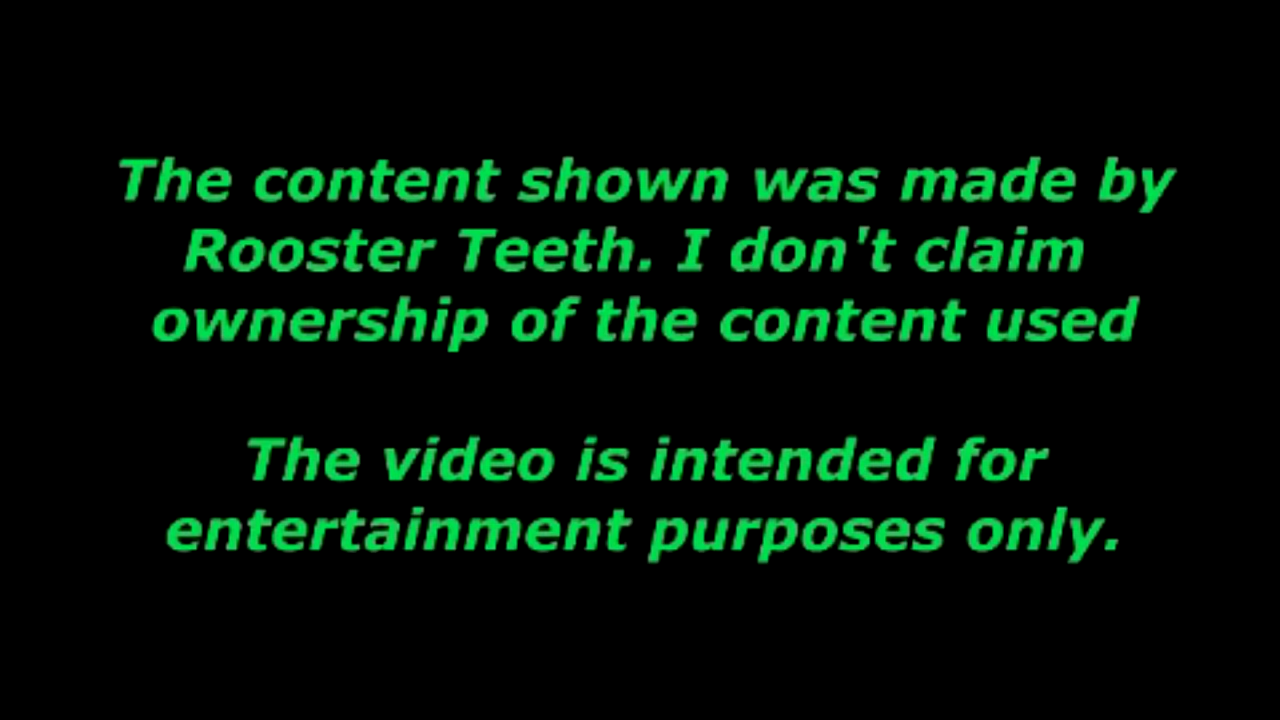 The content shown was made by
Rooster Teeth. I don't claim
ownership of the content used
The video is intended for
entertainment purposes only.